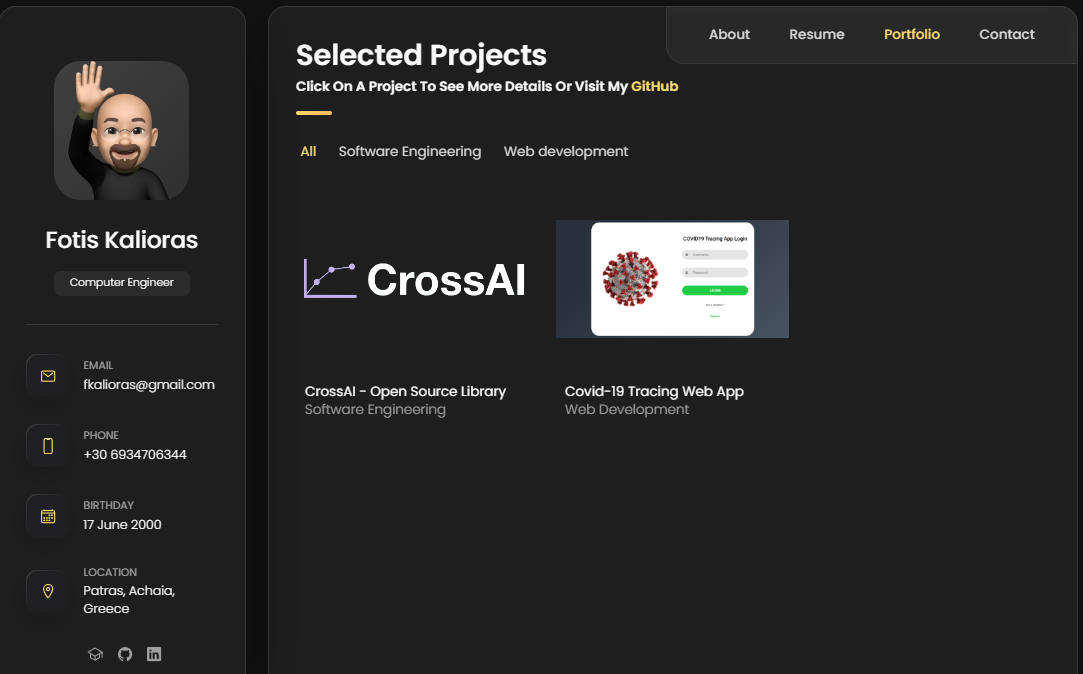 Fotis Kalioras
Computer Engineer
EMAIL
fkalioras@gmail.com
PHONE
+30 6934706344
BIRTHDAY
17 June 2000
LOCATION
Patras, Achaia,
Greece
About Resume Portfolio Contact
Selected Projects
Click On A Project To See More Details Or Visit My GitHub
All Software Engineering Web development
CrossAI
COVID19 Tracing App Login
Username
Password
LOGIN
CrossAI - Open Source Library
Software Engineering
Covid-19 Tracing Web App
Web Development